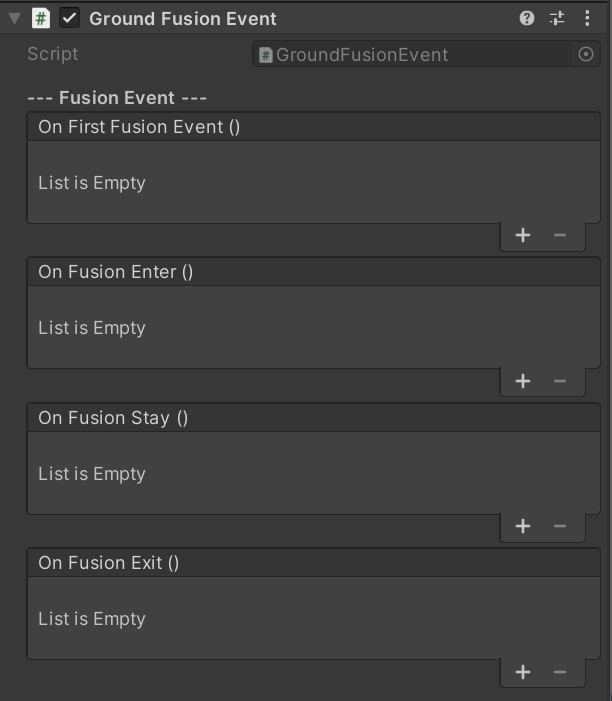 Ground Fusion Event
Script GroundFusionEvent
--- Fusion Event ---
On First Fusion Event ()
List is Empty
On Fusion Enter ()
List is Empty
On Fusion Stay ()
List is Empty
On Fusion Exit ()
List is Empty